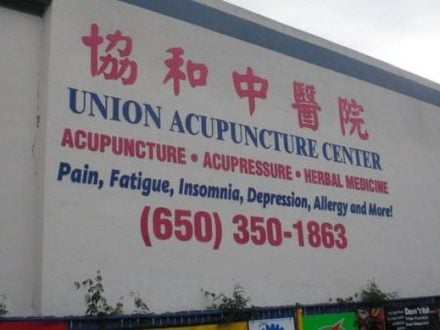 協和中醫院
UNION ACUPUNCTURE CENTER
ACUPUNCTURE • ACUPRESSURE • HERBAL MEDICINE
Pain, Fatigue, Insomnia, Depression, Allergy and More!
(650) 350-1863